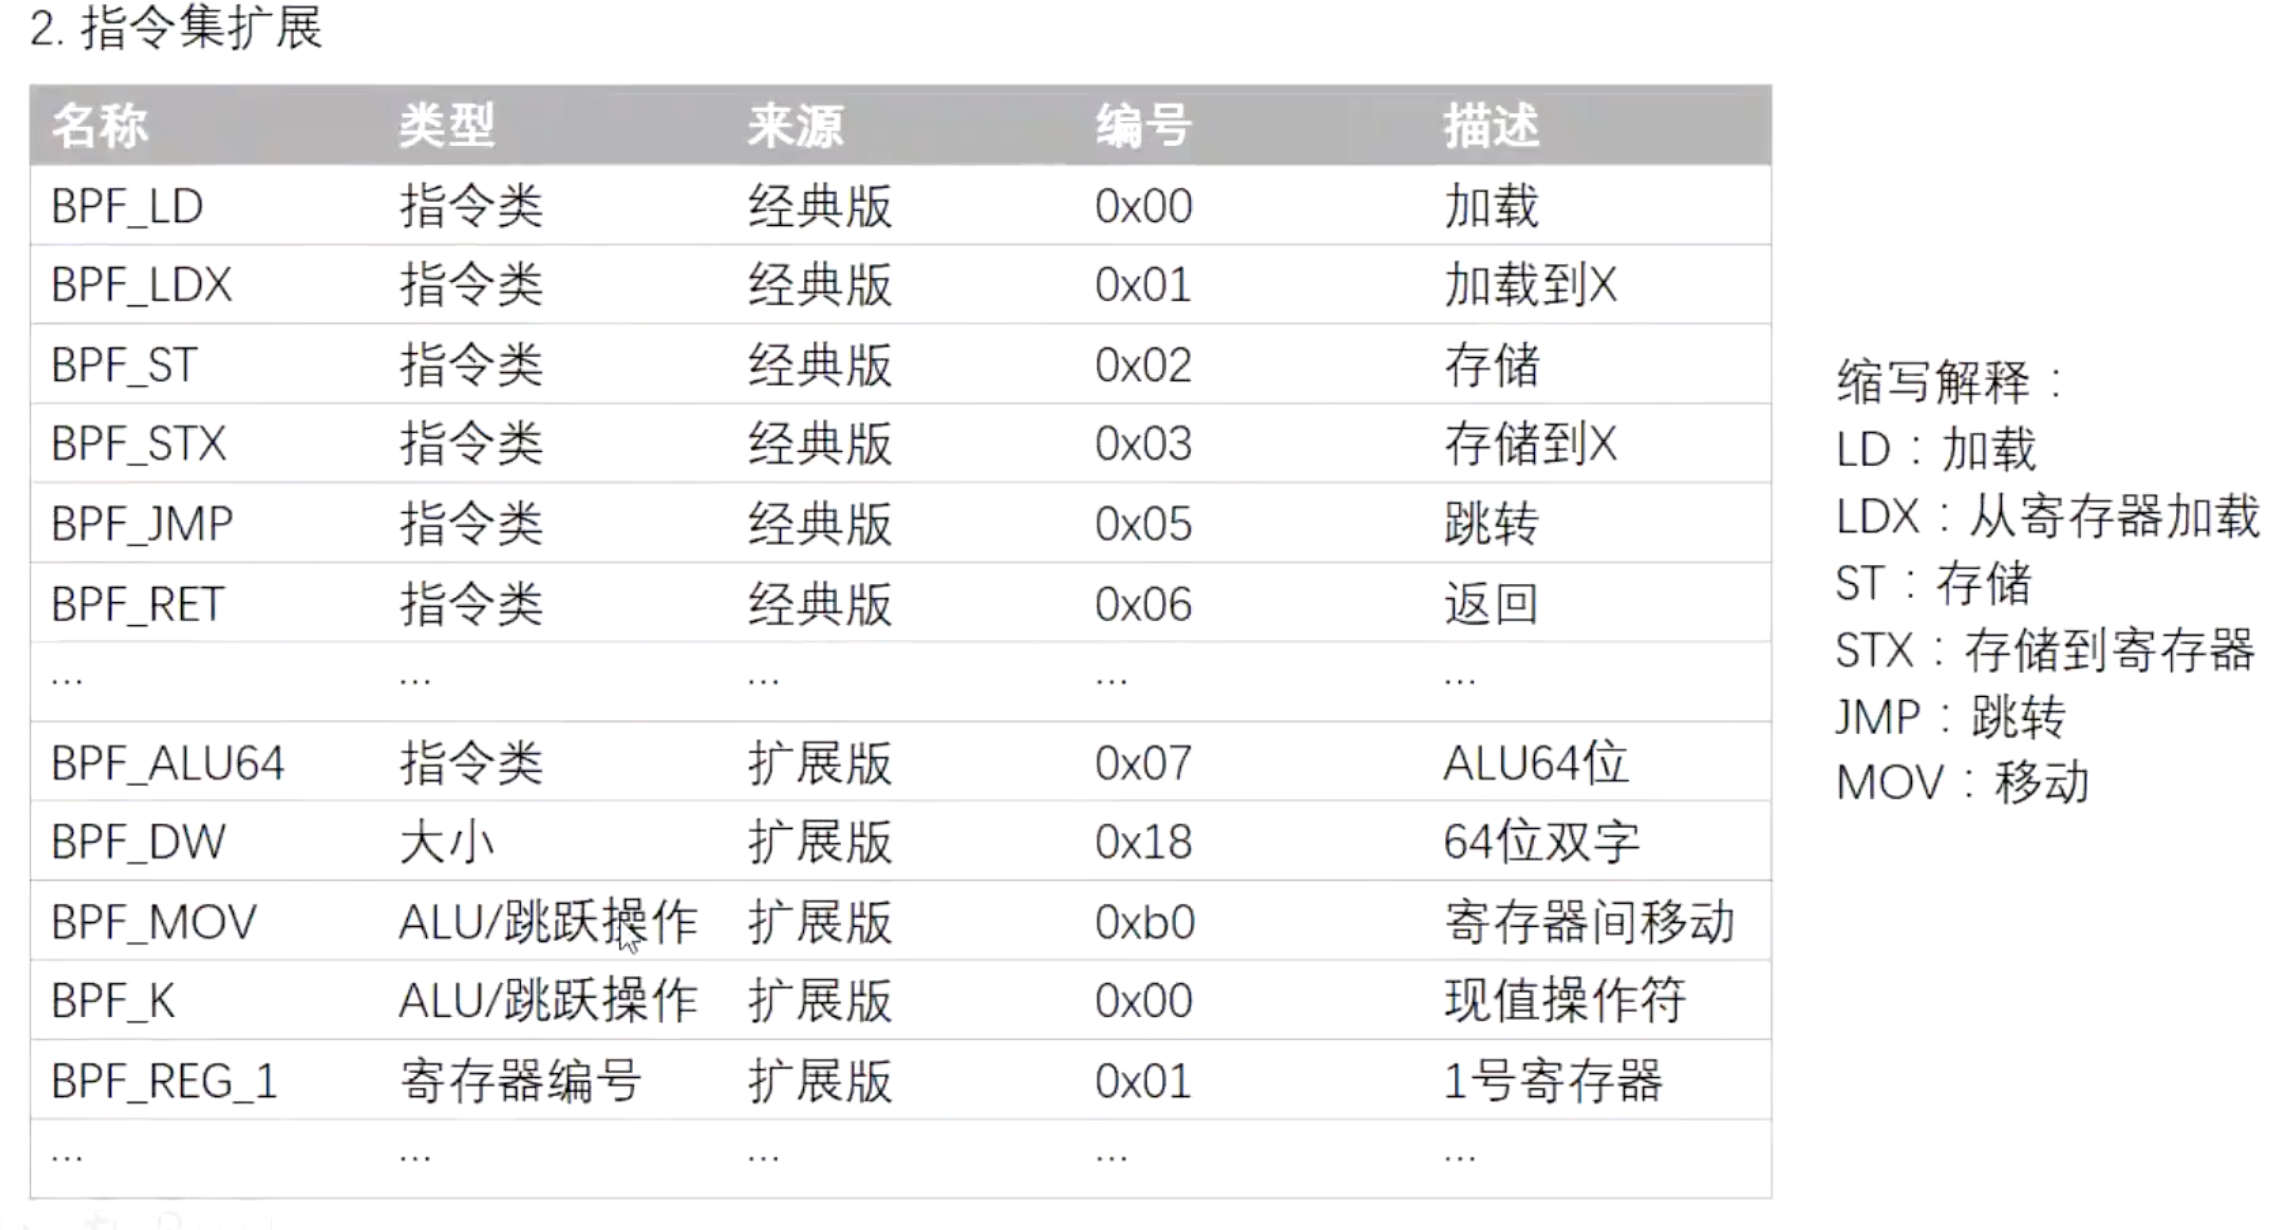 2. 指令集扩展
名称 类型 来源 编号 描述
BPF_LD 指令类 经典版 0x00 加载
BPF_LDX 指令类 经典版 0x01 加载到X
BPF_ST 指令类 经典版 0x02 存储
BPF_STX 指令类 经典版 0x03 存储到X
BPF_JMP 指令类 经典版 0x05 跳转
BPF_RET 指令类 经典版 0x06 返回
... ... ... ... ...
BPF_ALU64 指令类 扩展版 0x07 ALU64位
BPF_DW 大小 扩展版 0x18 64位双字
BPF_MOV ALU/跳跃操作 扩展版 0xb0 寄存器间移动
BPF_K ALU/跳跃操作 扩展版 0x00 现值操作符
BPF_REG_1 寄存器编号 扩展版 0x01 1号寄存器
... ... ... ... ...
缩写解释：
LD：加载
LDX：从寄存器加载
ST：存储
STX：存储到寄存器
JMP：跳转
MOV：移动